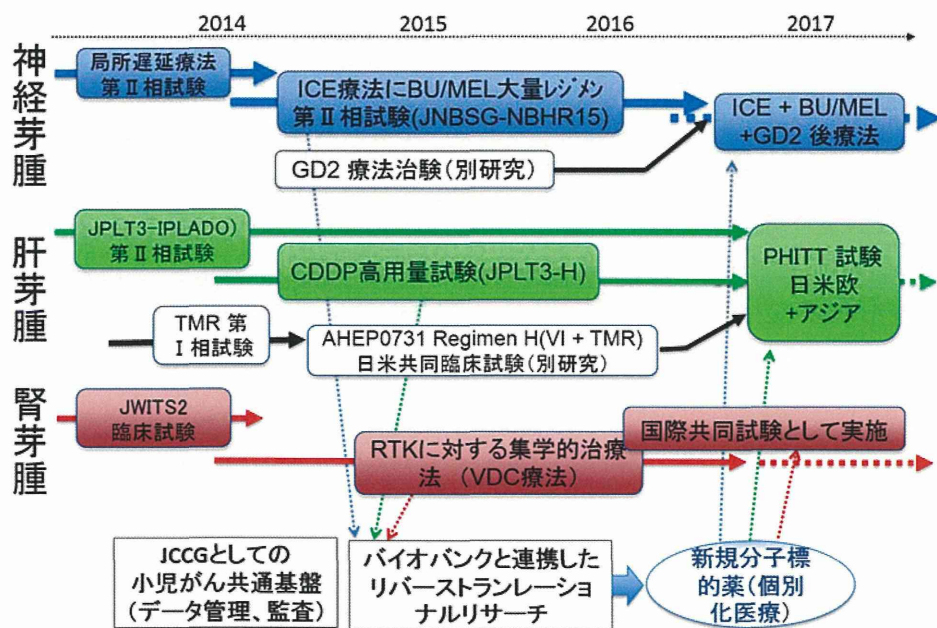 2014 2015 2016 2017
神経芽腫
局所遅延療法
第Ⅱ相試験
ICE療法にBU/MEL大量レジメン
第Ⅱ相試験(JNBSG-NBHR15)
ICE + BU/MEL
+GD2 後療法
GD2 療法治験(別研究)
肝芽腫
JPLT3-IPLADO)
第Ⅱ相試験
CDDP高用量試験(JPLT3-H)
PHITT 試験
日米欧
+アジア
TMR 第
Ⅰ相試験
AHEP0731 Regimen H(VI + TMR)
日米共同臨床試験(別研究)
腎芽腫
JWITS2
臨床試験
RTKに対する集学的治療
法 (VDC療法)
国際共同試験として実施
JCCGとしての
小児がん共通基盤
(データ管理、監査)
バイオバンクと連携した
リバーストランレーショ
ナルリサーチ
新規分子標
的薬(個別
化医療)